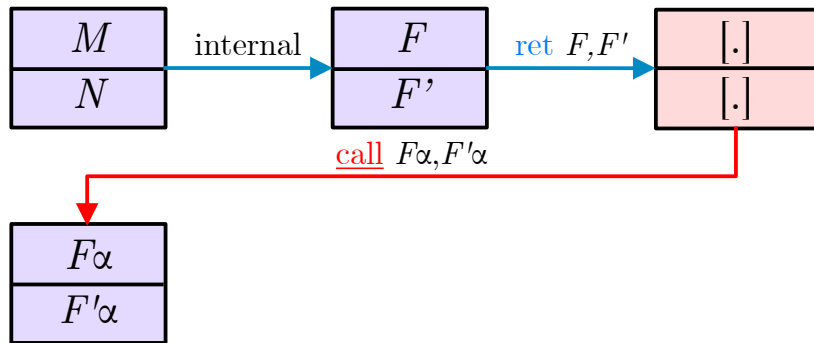 M internal F ret F,F' [.]
N F' [.]
call Fα,F'α
Fα
F'α